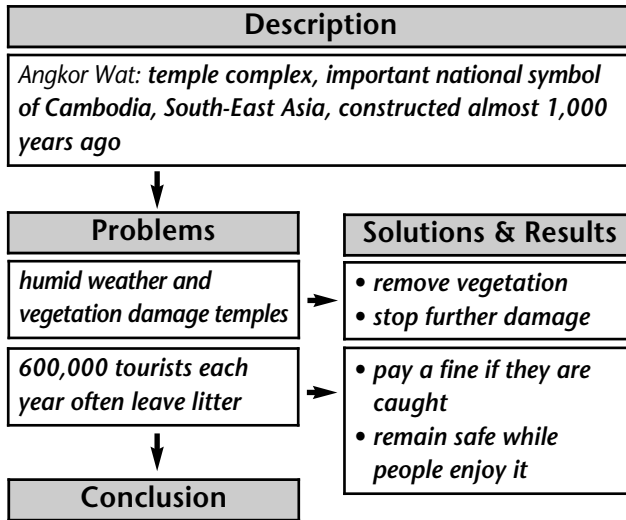 Description
Angkor Wat: temple complex, important national symbol
of Cambodia, South-East Asia, constructed almost 1,000
years ago
Problems
humid weather and
vegetation damage temples
600,000 tourists each
year often leave litter
Solutions & Results
• remove vegetation
• stop further damage
• pay a fine if they are
caught
• remain safe while
people enjoy it
Conclusion